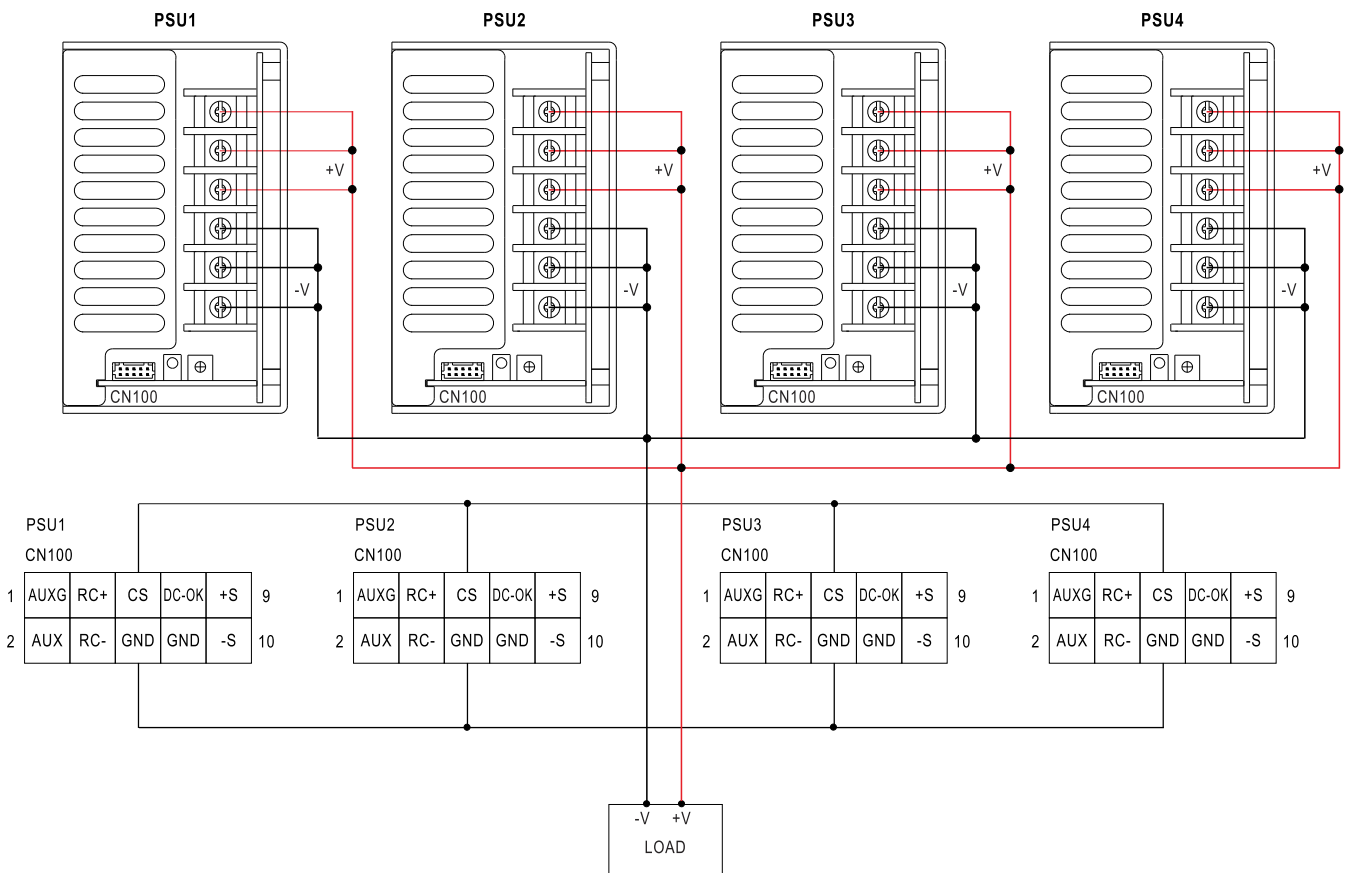 PSU1 PSU2 PSU3 PSU4
+V +V +V +V
-V -V -V -V
CN100 CN100 CN100 CN100
PSU1 PSU2 PSU3 PSU4
CN100 CN100 CN100 CN100
1 AUXG RC+ CS DC-OK +S 9 1 AUXG RC+ CS DC-OK +S 9 1 AUXG RC+ CS DC-OK +S 9 1 AUXG RC+ CS DC-OK +S 9
2 AUX RC- GND GND -S 10 2 AUX RC- GND GND -S 10 2 AUX RC- GND GND -S 10 2 AUX RC- GND GND -S 10
-V +V
LOAD